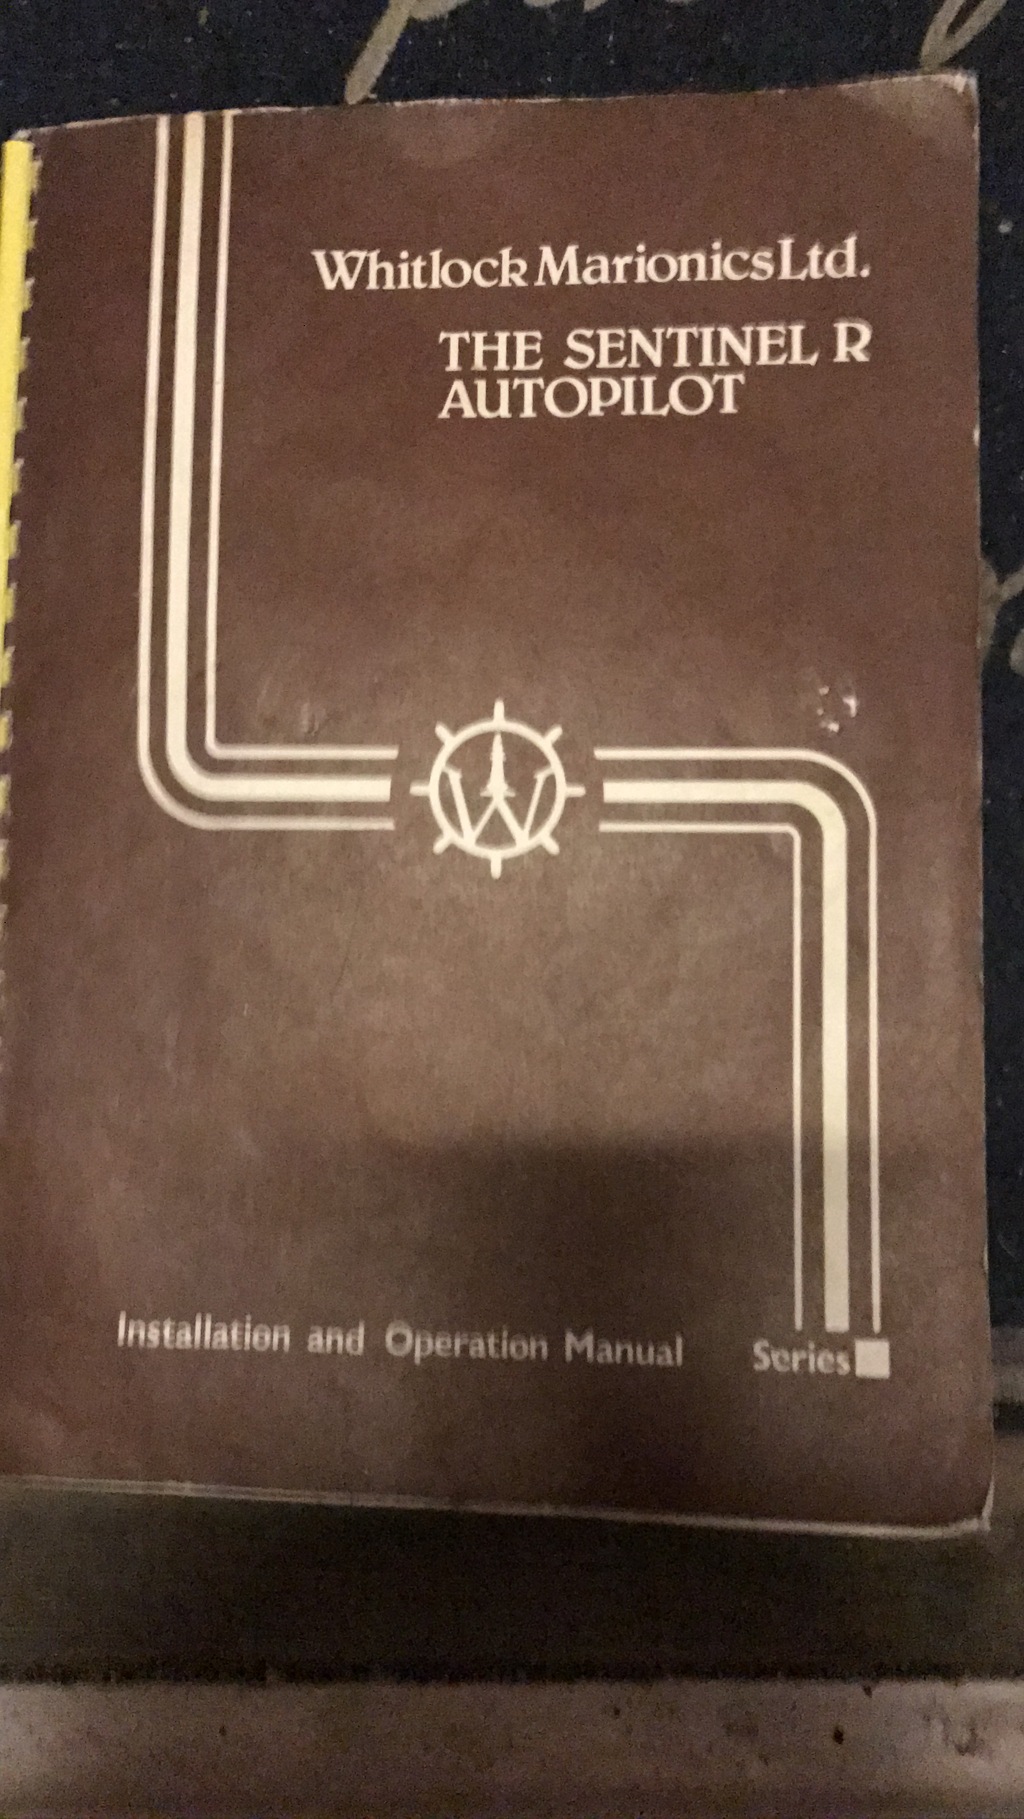 Whitlock Marionics Ltd.
THE SENTINEL R
AUTOPILOT
W
Installation and Operation Manual Series